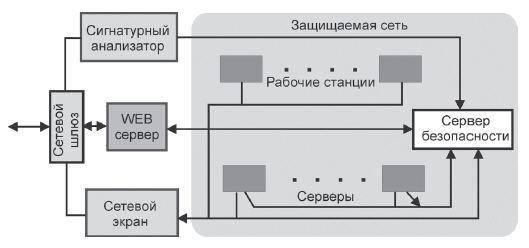 Сигнатурный
анализатор
Защищаемая сеть
Рабочие станции
Сетевой
шлюз
WEB
сервер
Сервер
безопасности
Серверы
Сетевой
экран